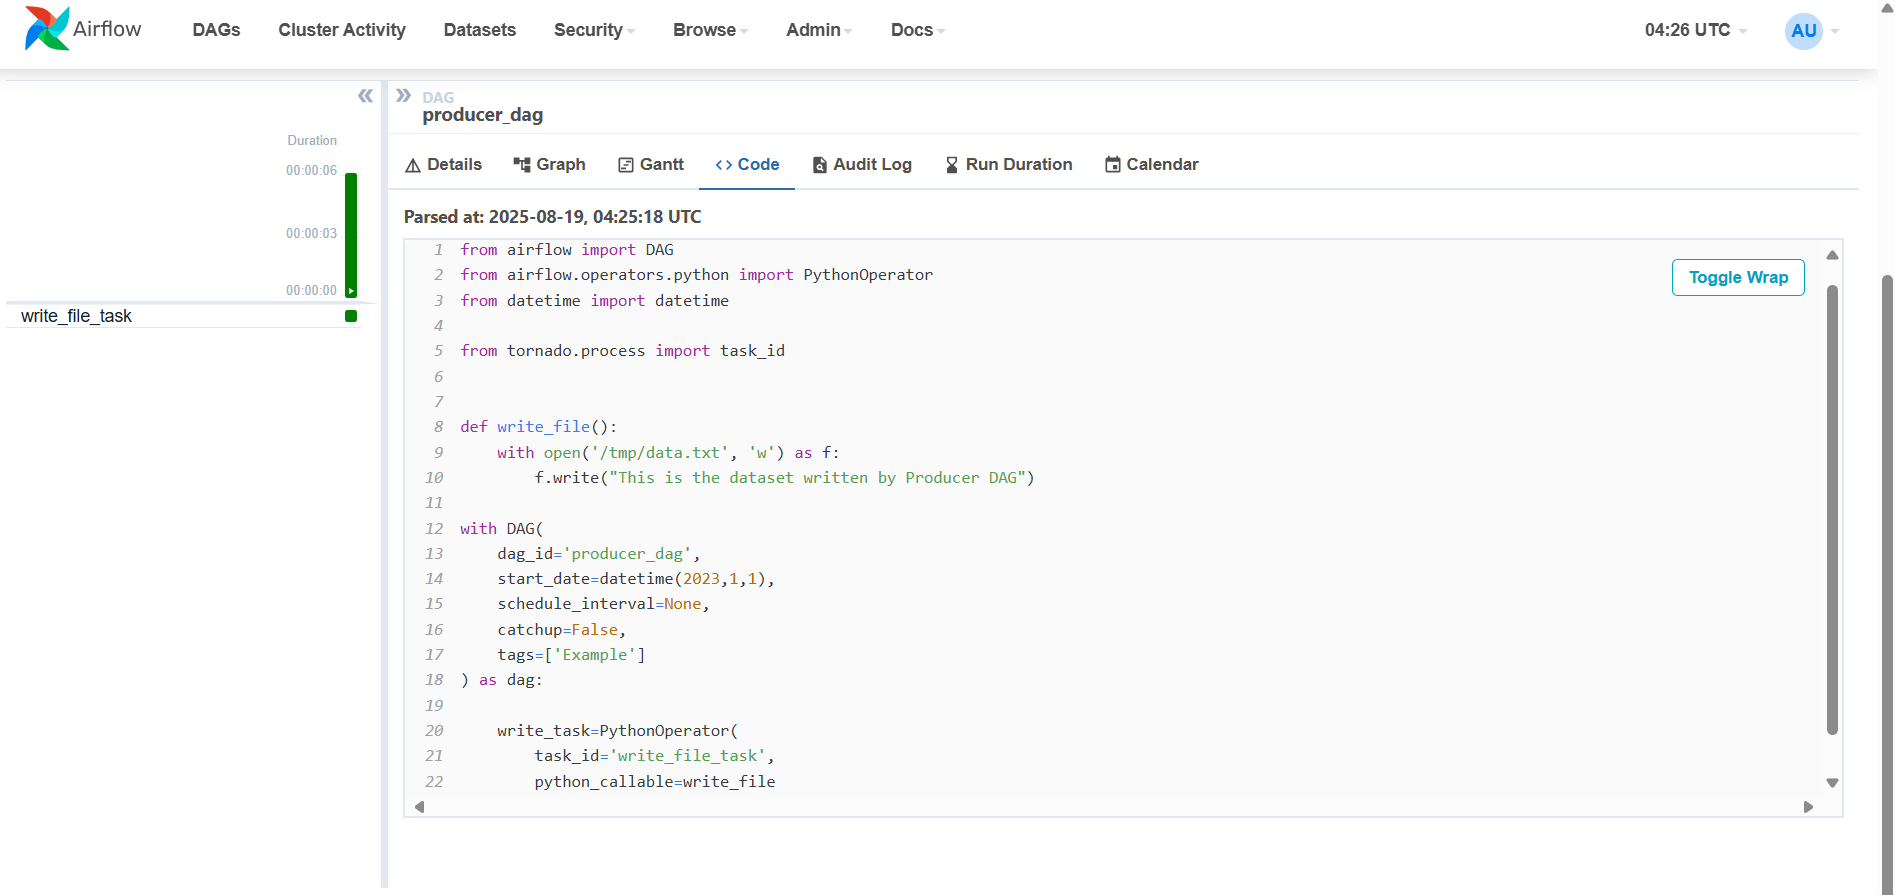 Airflow
DAGs Cluster Activity Datasets Security Browse Admin Docs 04:26 UTC AU
Duration
00:00:06
00:00:03
00:00:00
write_file_task
DAG
producer_dag
Details Graph Gantt <> Code Audit Log Run Duration Calendar
Parsed at: 2025-08-19, 04:25:18 UTC
Toggle Wrap
1 from airflow import DAG
2 from airflow.operators.python import PythonOperator
3 from datetime import datetime
4
5 from tornado.process import task_id
6
7
8 def write_file():
9     with open('/tmp/data.txt', 'w') as f:
10         f.write("This is the dataset written by Producer DAG")
11
12 with DAG(
13     dag_id='producer_dag',
14     start_date=datetime(2023,1,1),
15     schedule_interval=None,
16     catchup=False,
17     tags=['Example']
18 ) as dag:
19
20     write_task=PythonOperator(
21         task_id='write_file_task',
22         python_callable=write_file